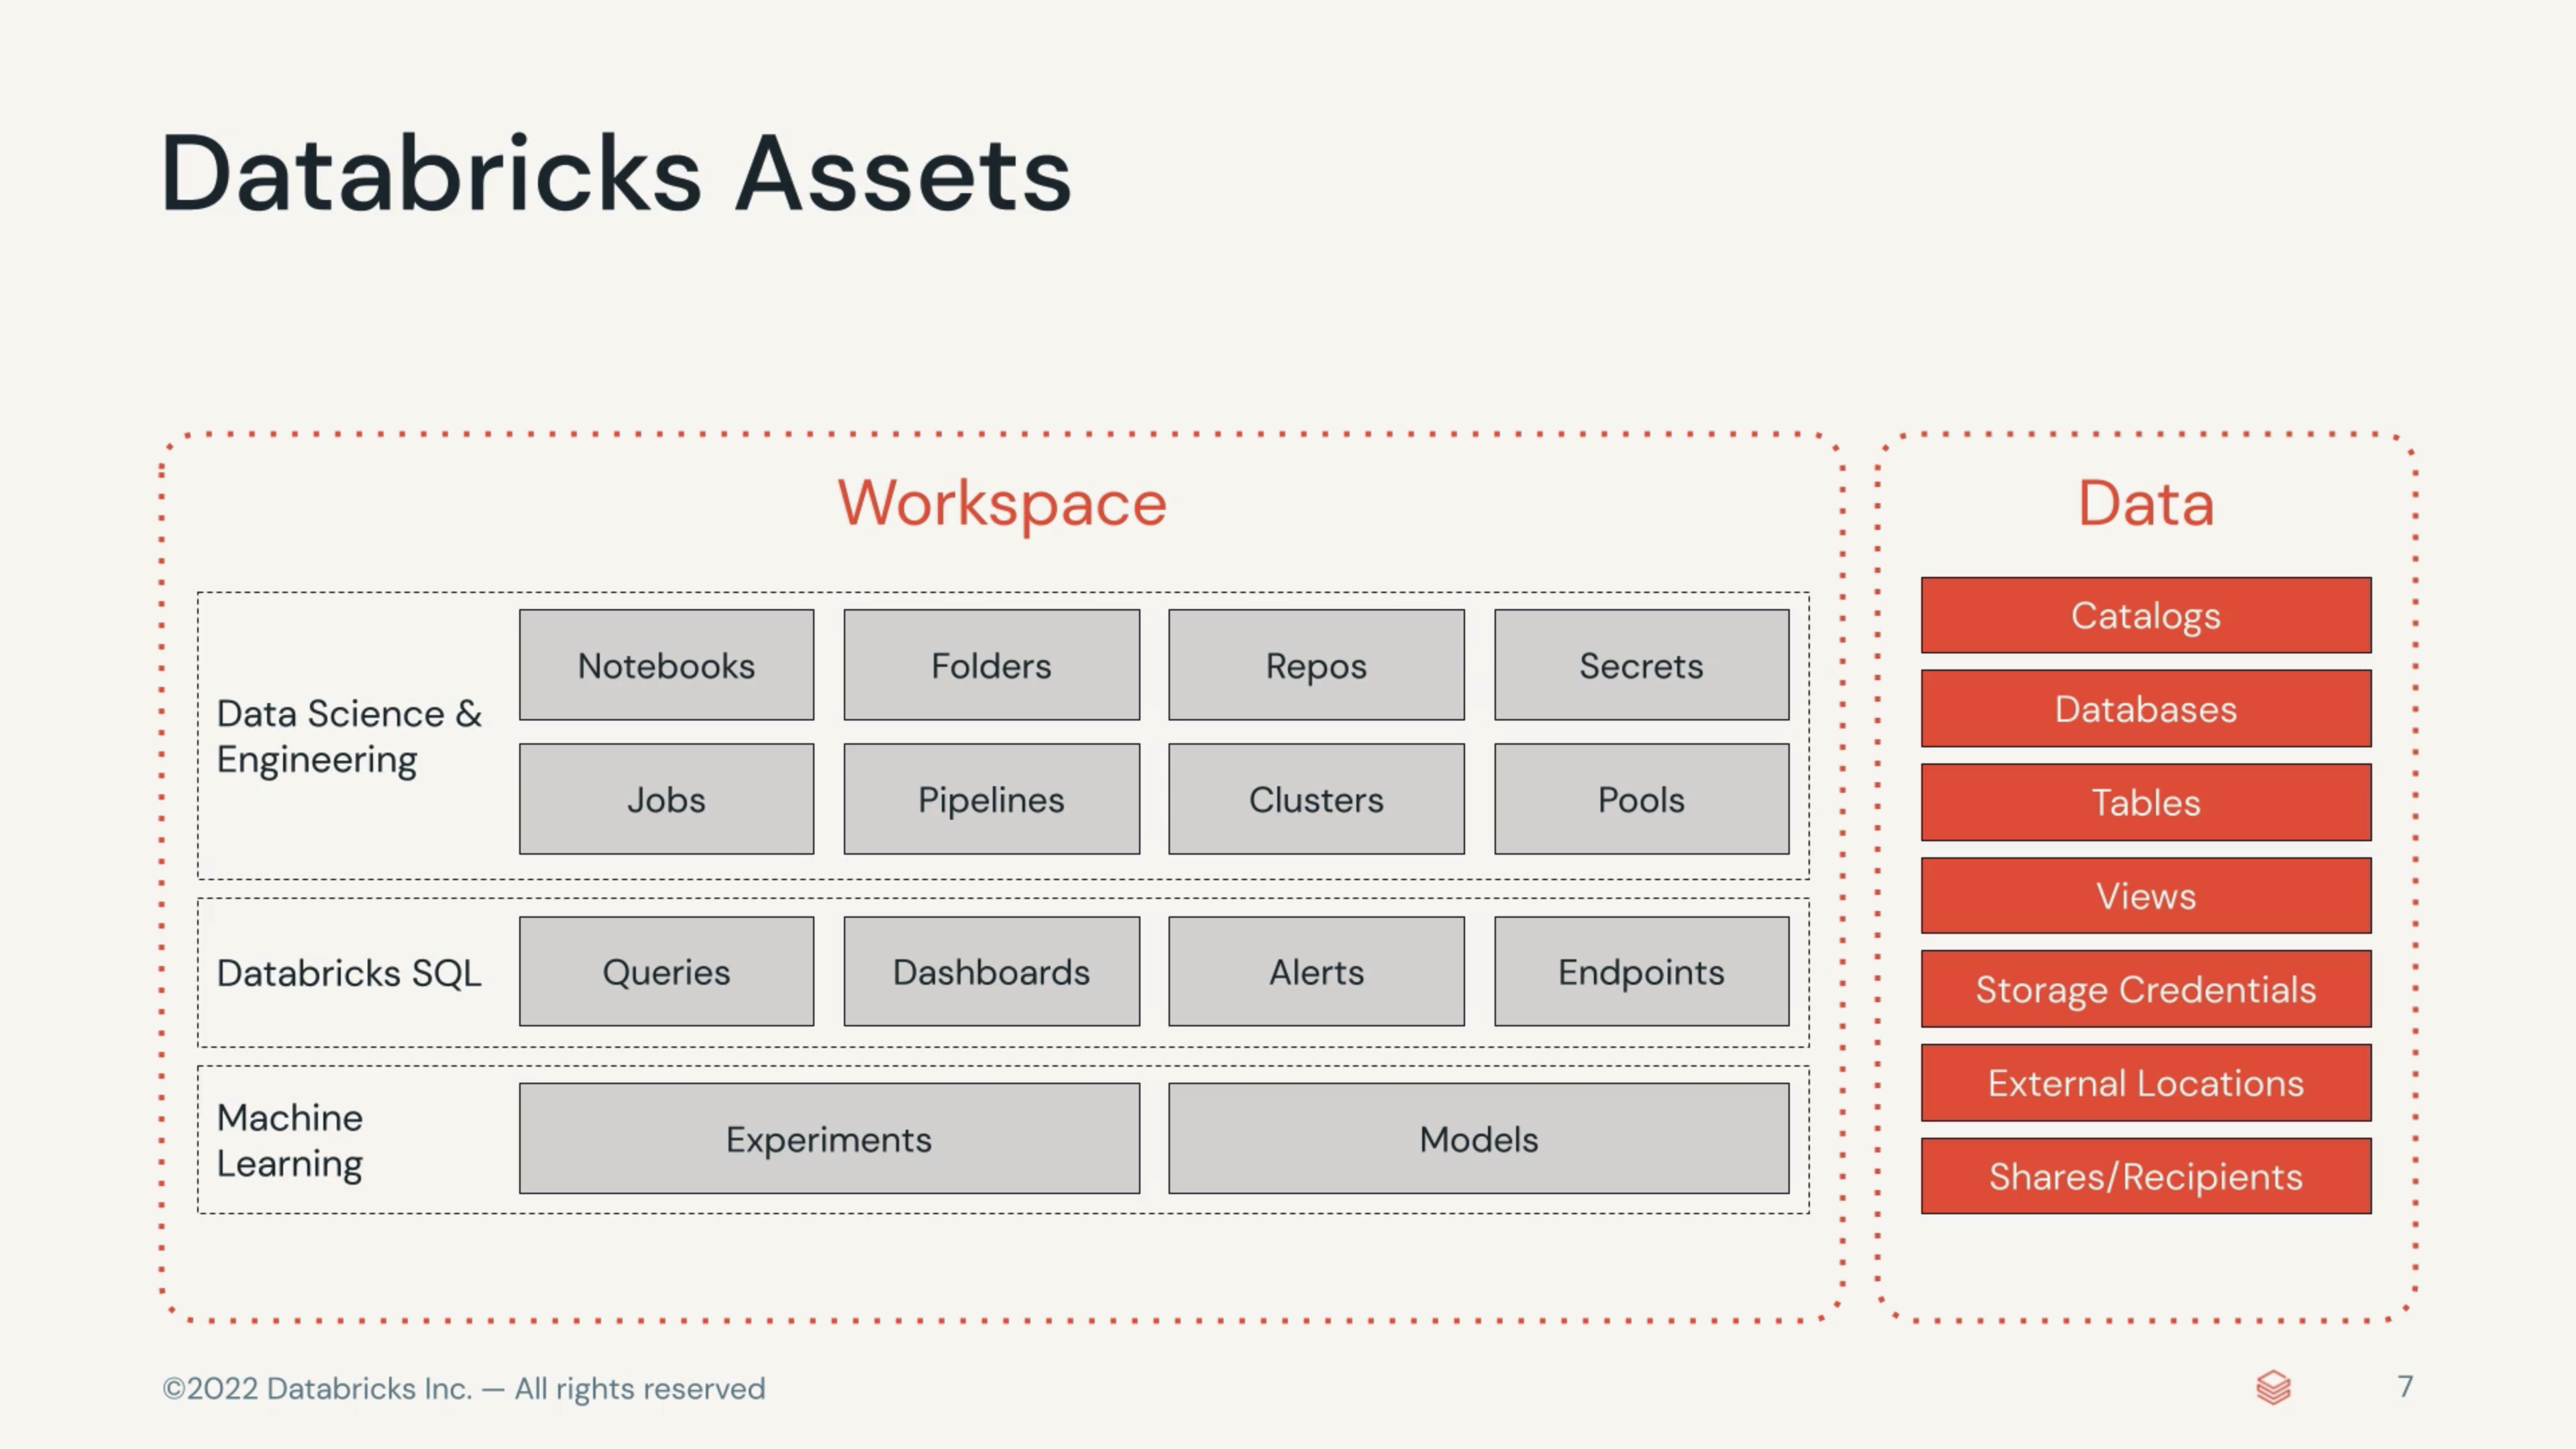 Databricks Assets
Workspace
Data Science &
Engineering
Notebooks
Folders
Repos
Secrets
Jobs
Pipelines
Clusters
Pools
Databricks SQL
Queries
Dashboards
Alerts
Endpoints
Machine
Learning
Experiments
Models
Data
Catalogs
Databases
Tables
Views
Storage Credentials
External Locations
Shares/Recipients
©2022 Databricks Inc. — All rights reserved
7